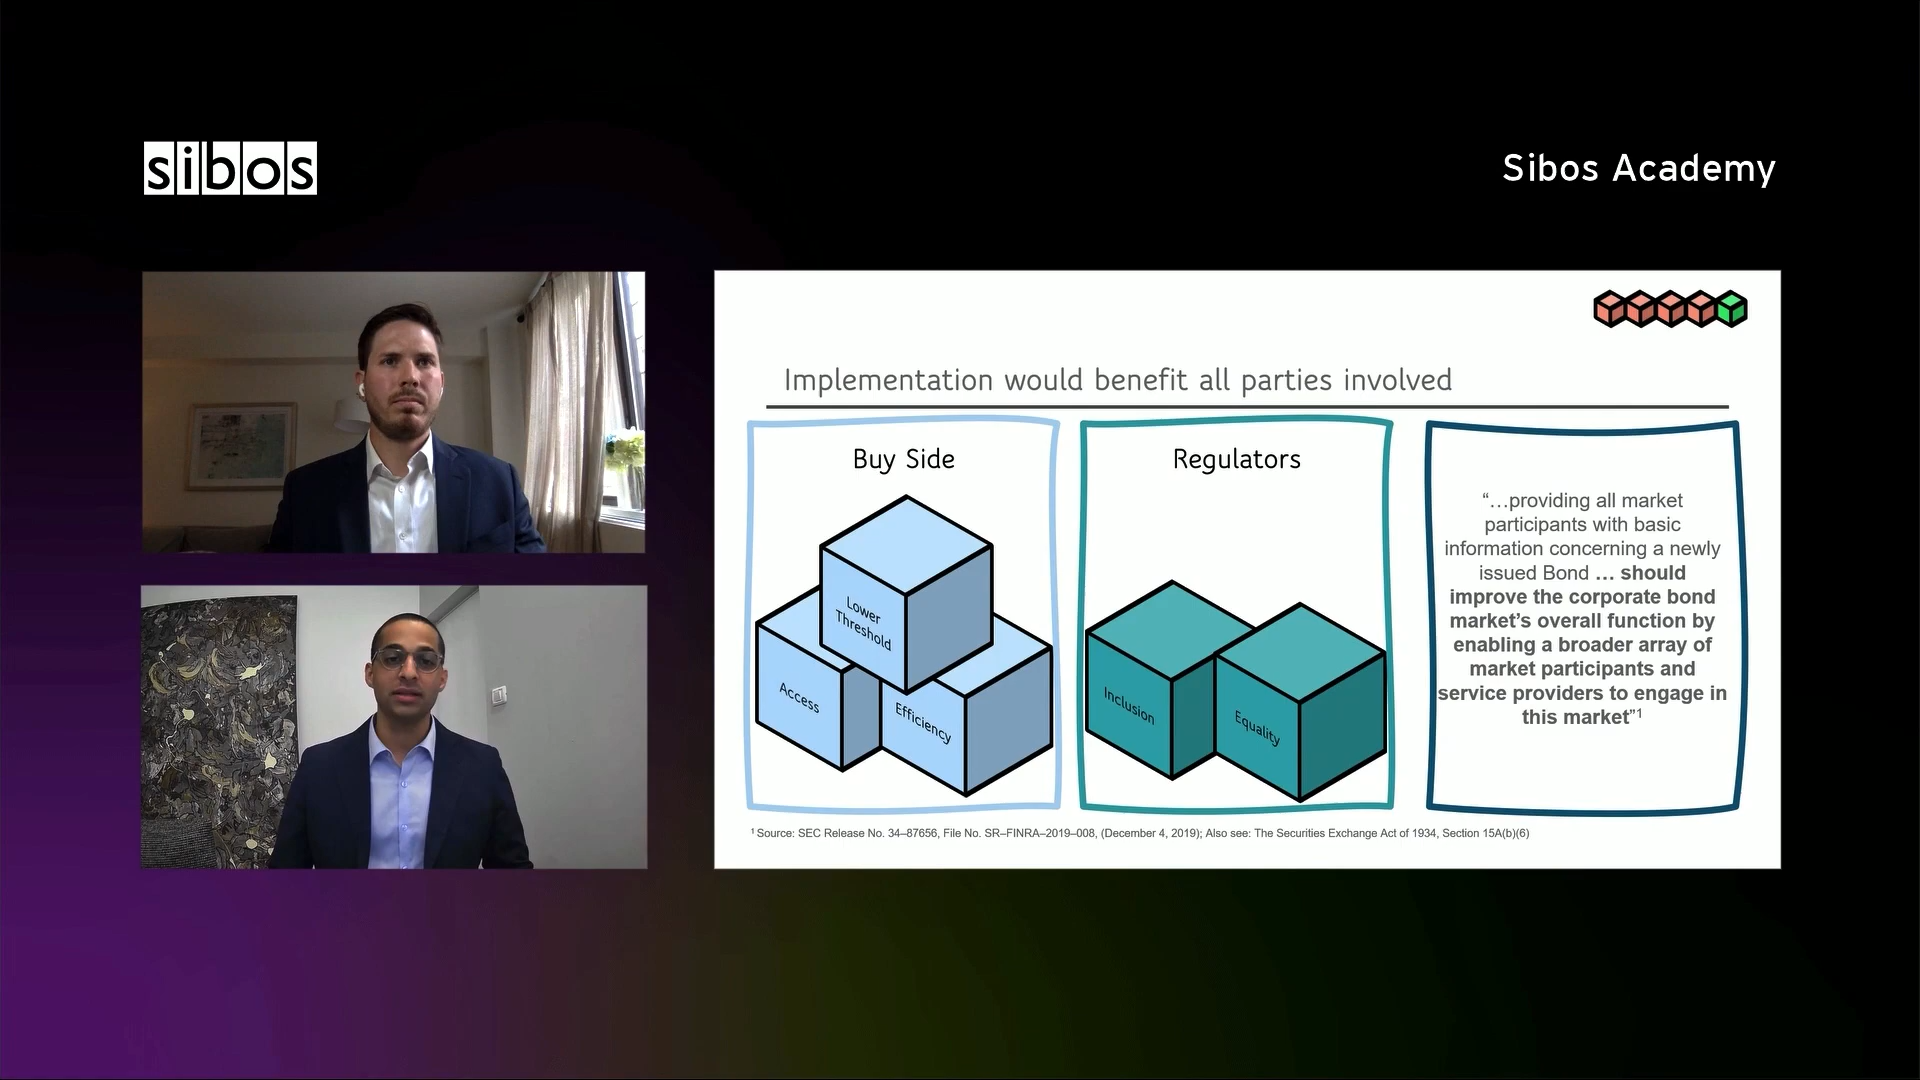 sibos
Sibos Academy
Implementation would benefit all parties involved
Buy Side
Lower
Threshold
Access
Efficiency
Regulators
Inclusion
Equality
“…providing all market
participants with basic
information concerning a newly
issued Bond … should
improve the corporate bond
market’s overall function by
enabling a broader array of
market participants and
service providers to engage in
this market”1
1 Source: SEC Release No. 34–87656, File No. SR–FINRA–2019–008, (December 4, 2019); Also see: The Securities Exchange Act of 1934, Section 15A(b)(6)